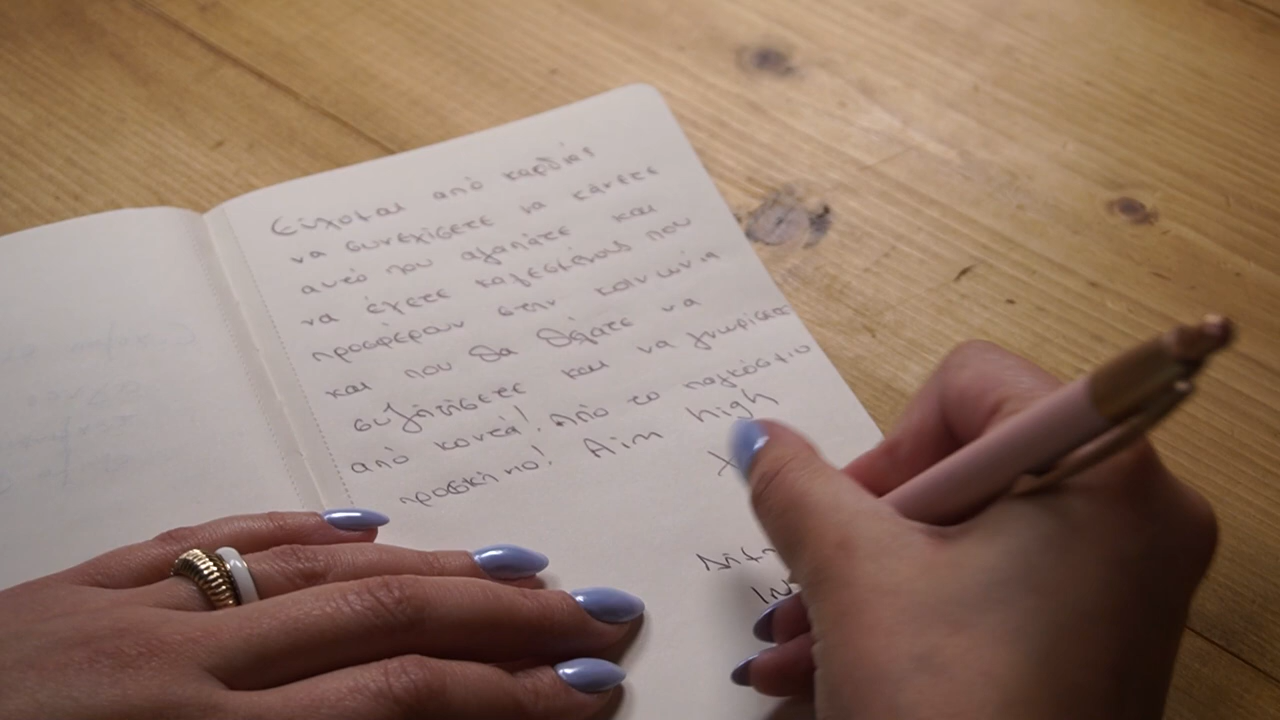 Εύχομαι από καρδιάς
να συνεχίσετε να κάνετε
αυτό που αγαπάτε και
να έχετε καλεσμένους που
προσφέρουν στην κοινωνία
και που θα θέλατε να
συζητήσετε και να γνωρίσετε
από κοντά! Από το παγκόσμιο
προσκήνιο! Aim high